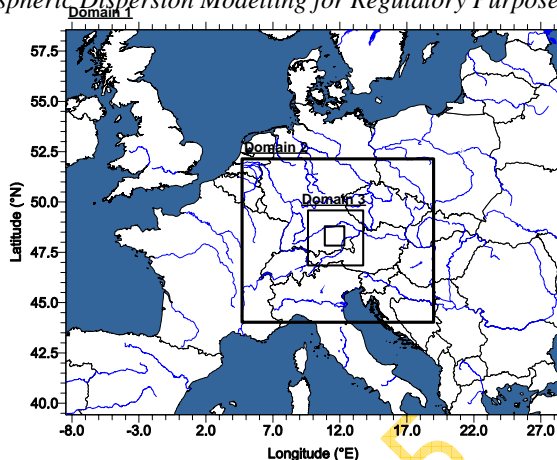 spheric Dispersion Modelling for Regulatory Purpose
Domain 1
57.5
55.0
52.5
50.0
47.5
45.0
42.5
40.0
Latitude (°N)
Domain 2
Domain 3
-8.0 -3.0 2.0 7.0 12.0 17.0 22.0 27.0
Longitude (°E)
5